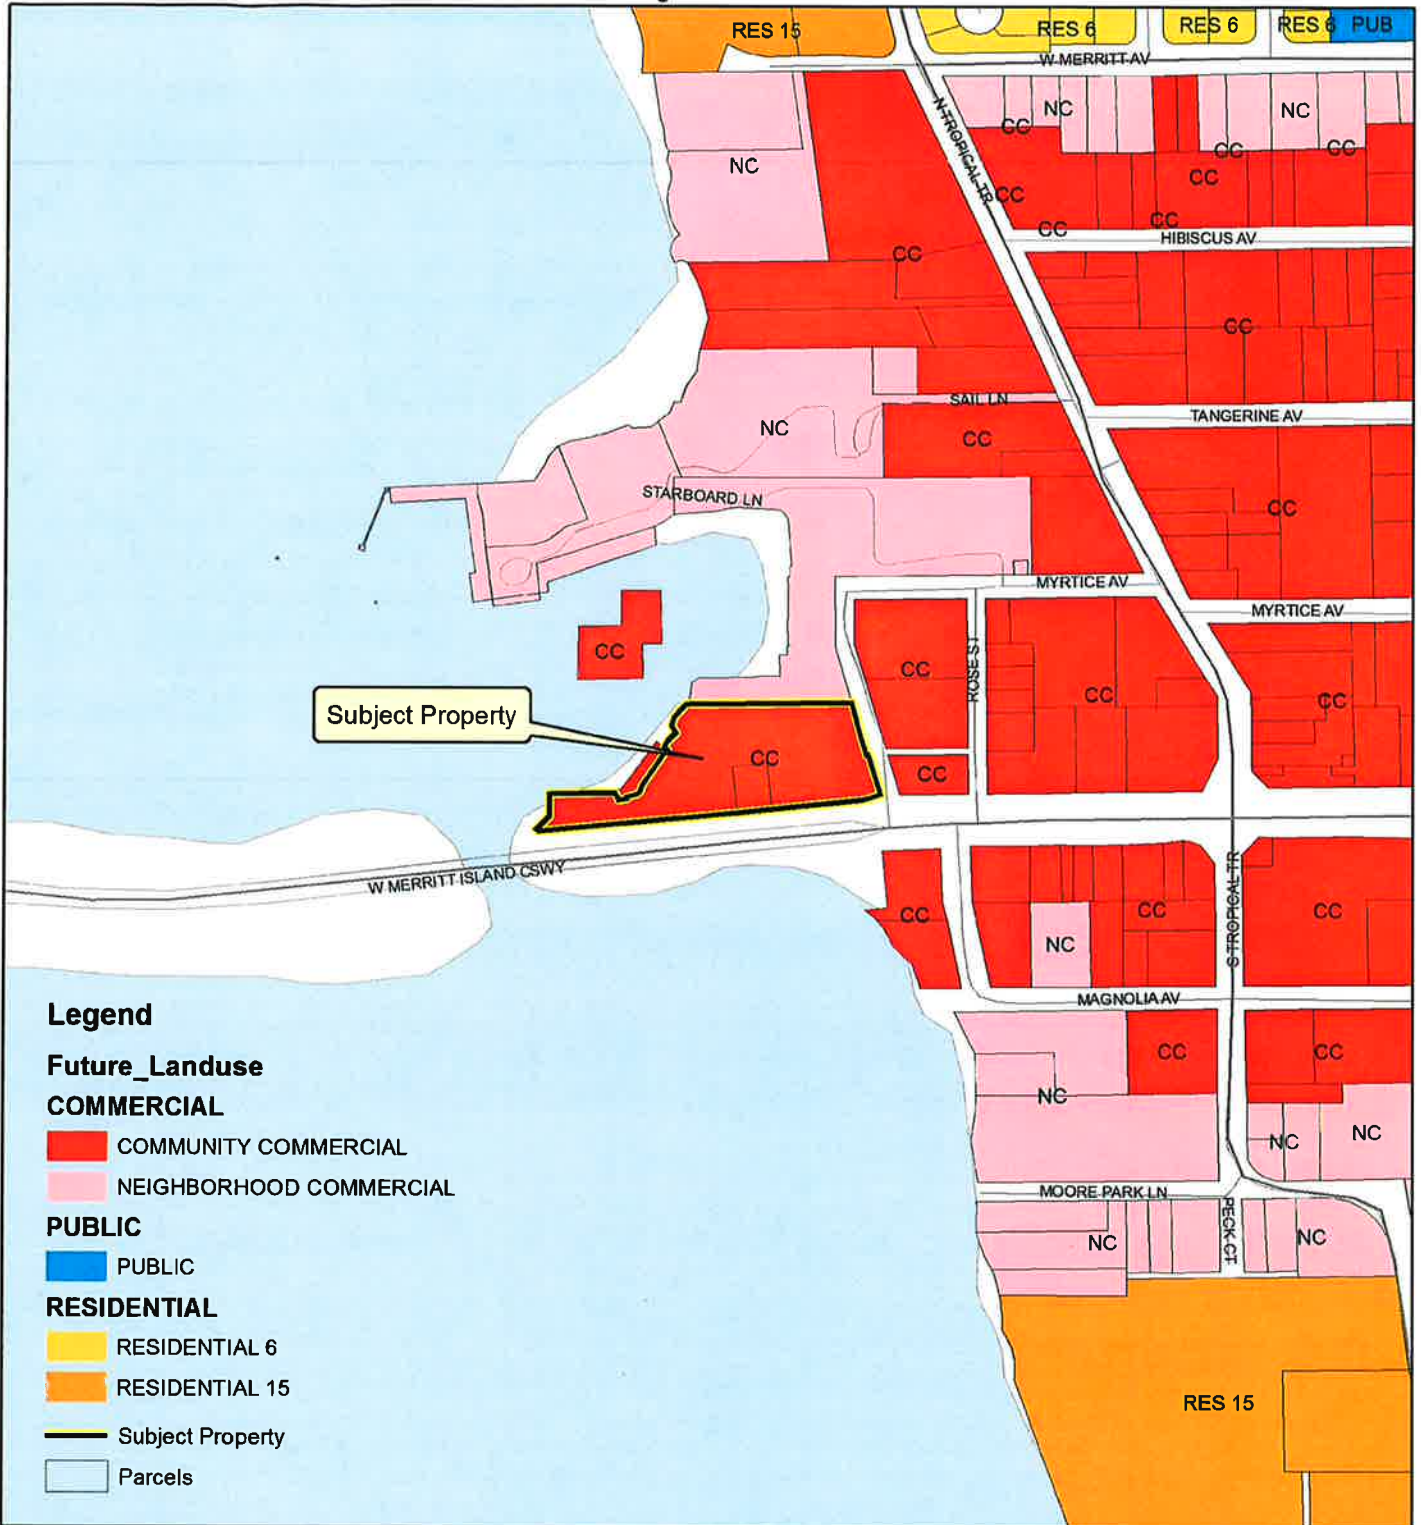 RES 15
RES 6
RES 6
RES 6
PUB
W MERRITT AV
N TROPICAL TR
NC
CC
NC
NC
CC
CC
CC
CC
CC
CC
HIBISCUS AV
CC
CC
SAIL LN
TANGERINE AV
NC
CC
STARBOARD LN
CC
MYRTICE AV
MYRTICE AV
CC
CC
ROSE ST
CC
CC
Subject Property
CC
CC
W MERRITT ISLAND CSWY
S TROPICAL TR
CC
CC
CC
NC
MAGNOLIA AV
CC
CC
NC
NC
NC
MOORE PARK LN
PECK CT
NC
NC
RES 15
Legend
Future_Landuse
COMMERCIAL
COMMUNITY COMMERCIAL
NEIGHBORHOOD COMMERCIAL
PUBLIC
PUBLIC
RESIDENTIAL
RESIDENTIAL 6
RESIDENTIAL 15
Subject Property
Parcels